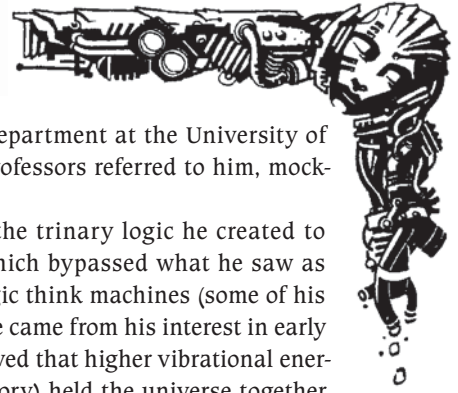 epartment at the University of
rofessors referred to him, mock-
he trinary logic he created to
hich bypassed what he saw as
gic think machines (some of his
e came from his interest in early
ved that higher vibrational ener-
ory) held the universe together